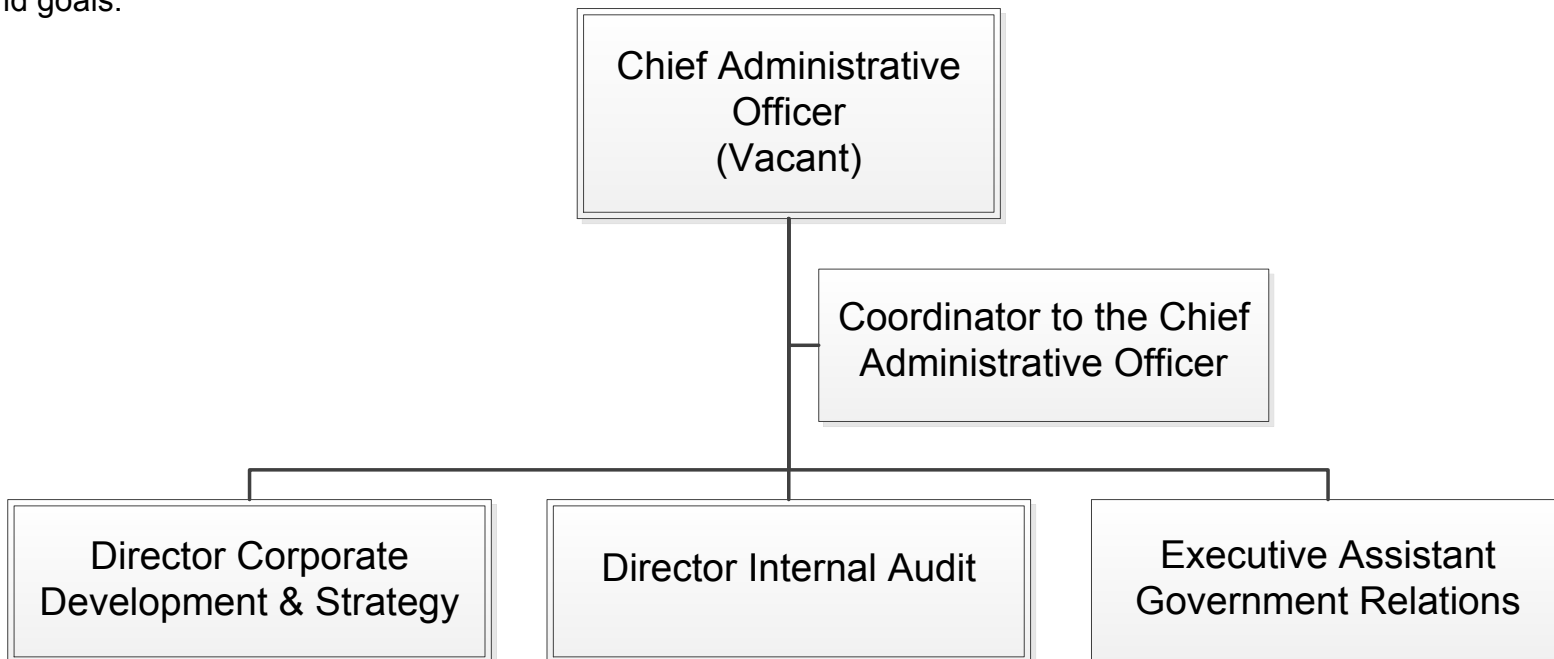 nd goals.
Chief Administrative
Officer
(Vacant)
Coordinator to the Chief
Administrative Officer
Director Corporate
Development & Strategy
Director Internal Audit
Executive Assistant
Government Relations